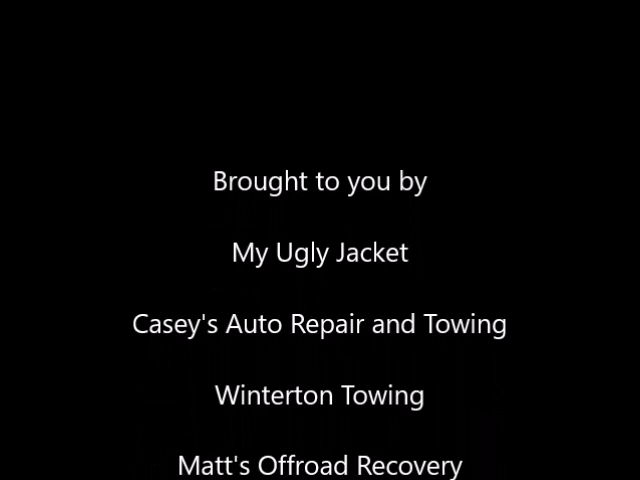 Brought to you by
My Ugly Jacket
Casey's Auto Repair and Towing
Winterton Towing
Matt's Offroad Recovery